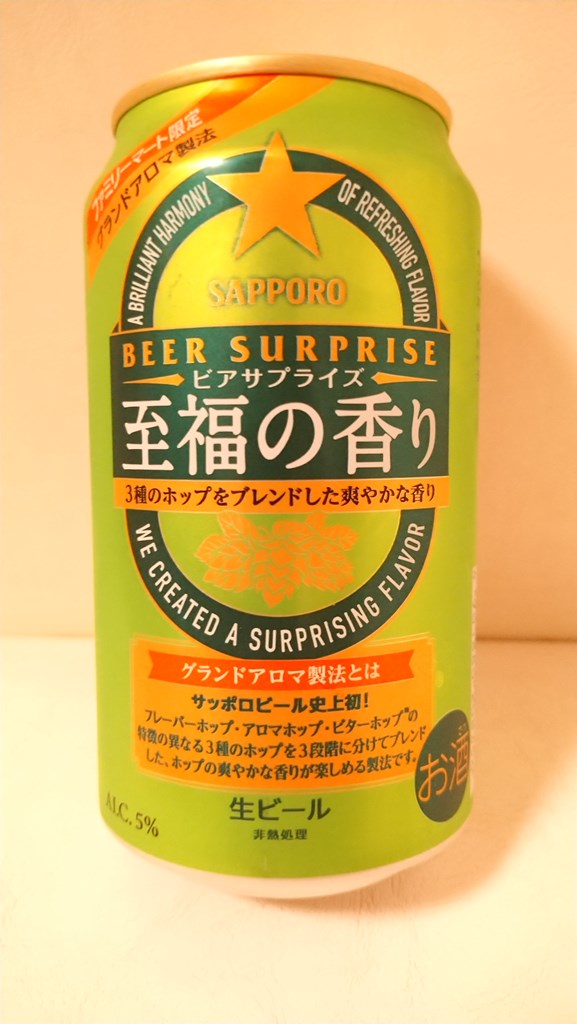 ファミリーマート限定
グランドアロマ製法
A BRILLIANT HARMONY
OF REFRESHING FLAVOR
SAPPORO
BEER SURPRISE
ビアサプライズ
至福の香り
3種のホップをブレンドした爽やかな香り
WE CREATED A SURPRISING FLAVOR
グランドアロマ製法とは
サッポロビール史上初!
フレーバーホップ・アロマホップ・ビターホップ®の
特徴の異なる3種のホップを3段階に分けてブレンド
した、ホップの爽やかな香りが楽しめる製法です。
お酒
ALC. 5%
生ビール
非熱処理